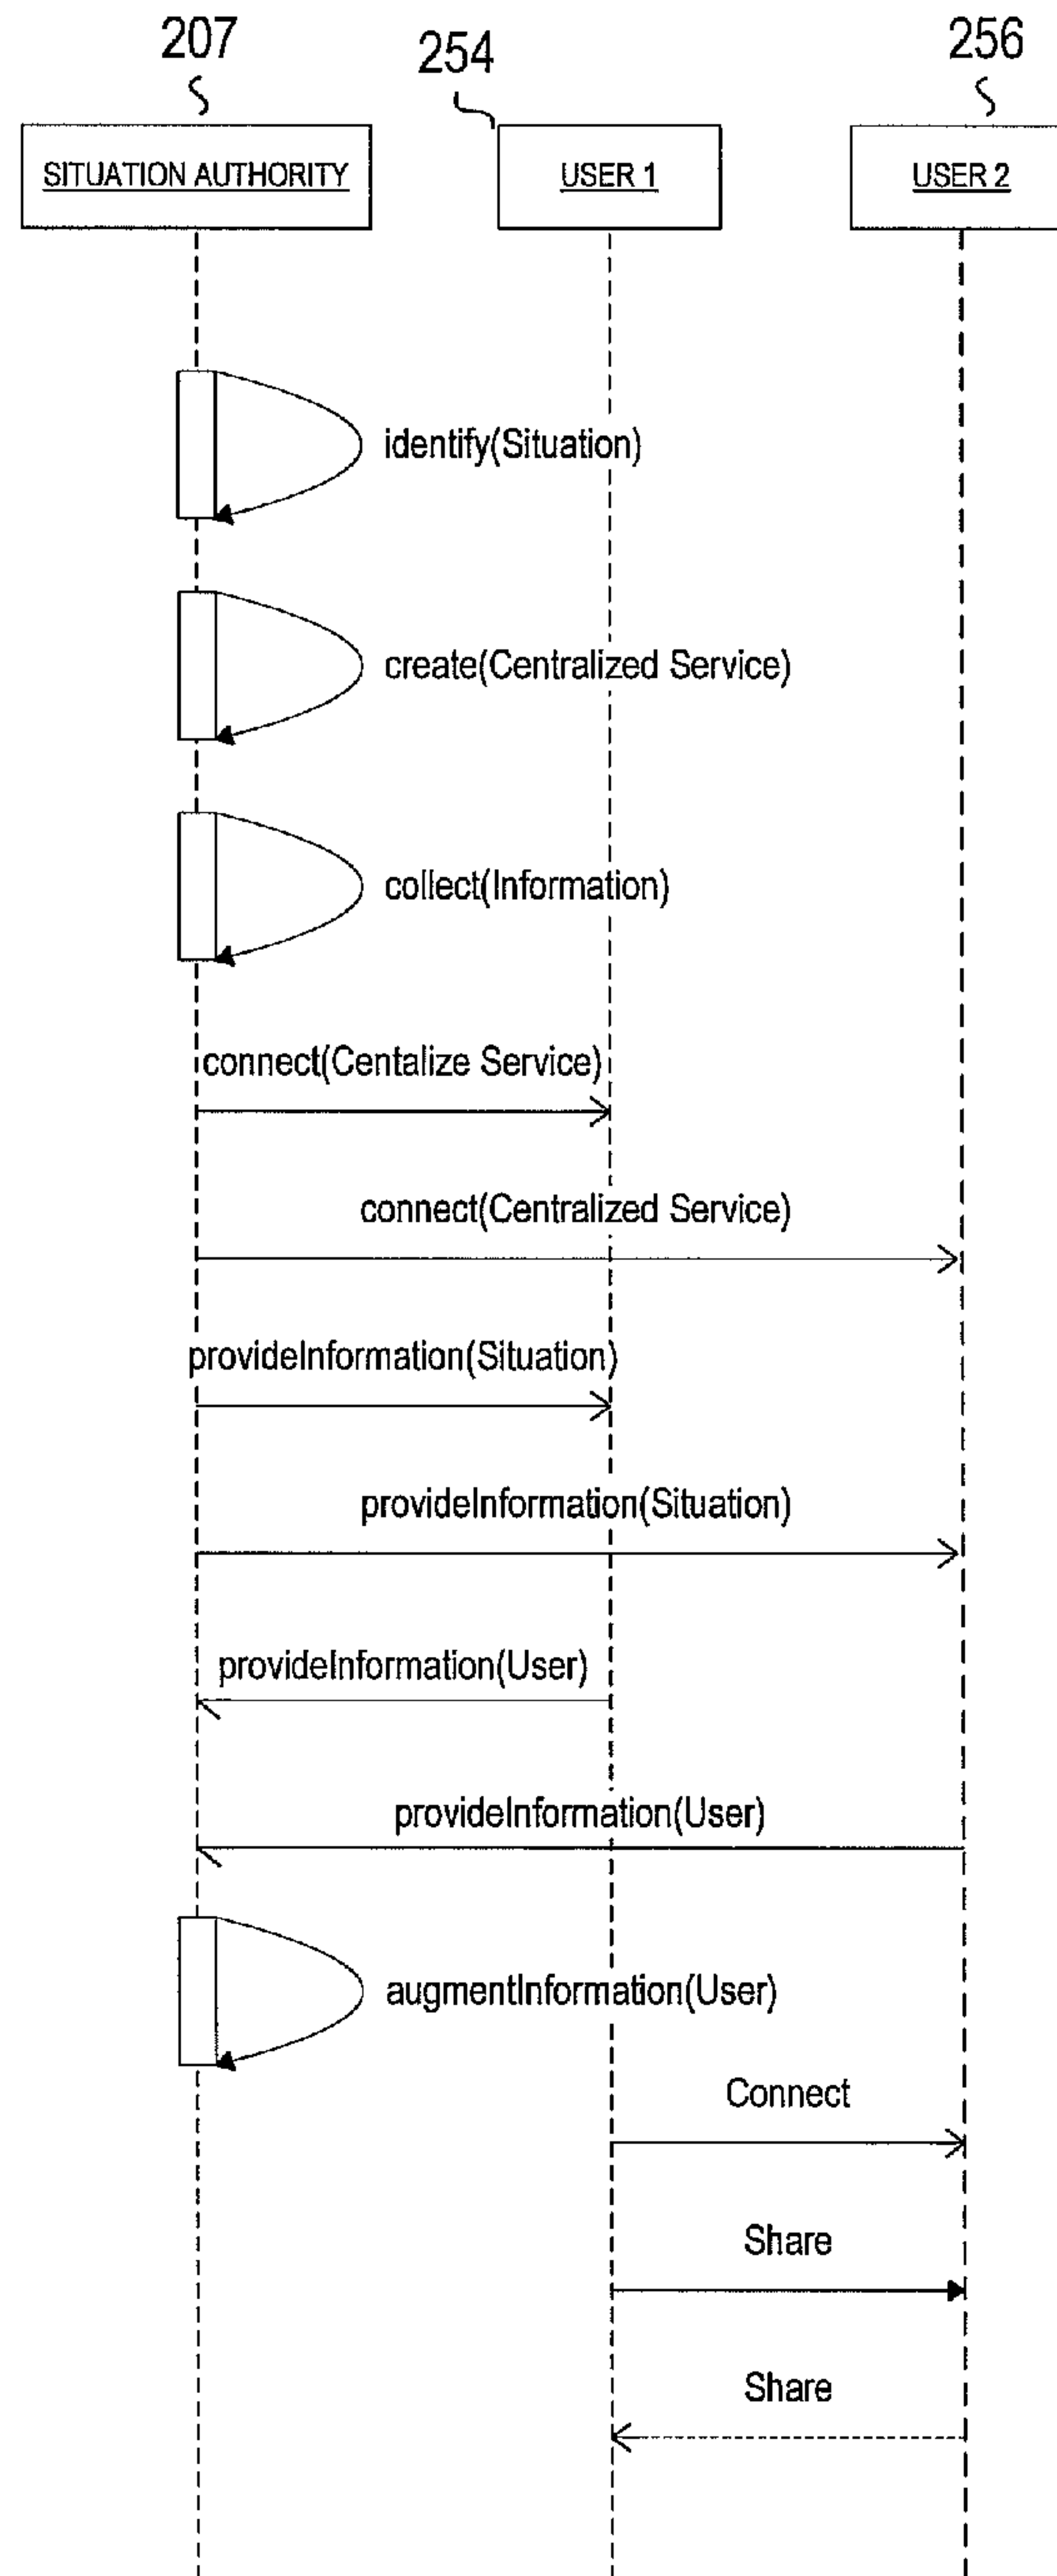 207
254
256
SITUATION AUTHORITY
USER 1
USER 2
identify(Situation)
create(Centralized Service)
collect(Information)
connect(Centalize Service)
connect(Centralized Service)
provideInformation(Situation)
provideInformation(Situation)
provideInformation(User)
provideInformation(User)
augmentInformation(User)
Connect
Share
Share